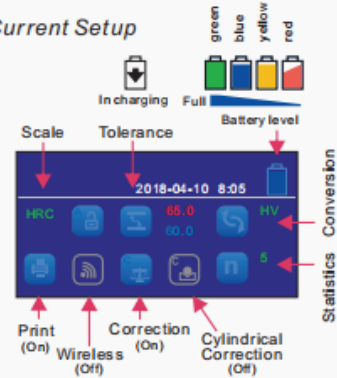 Current Setup
green
blue
yellow
red
In charging
Full
Battery level
Scale
Tolerance
2018-04-10 8:05
HRC
65.0
HV
60.0
C
C
n
5
Conversion
Statistics
Print
(On)
Wireless
(Off)
Correction
(On)
Cylindrical
Correction
(Off)